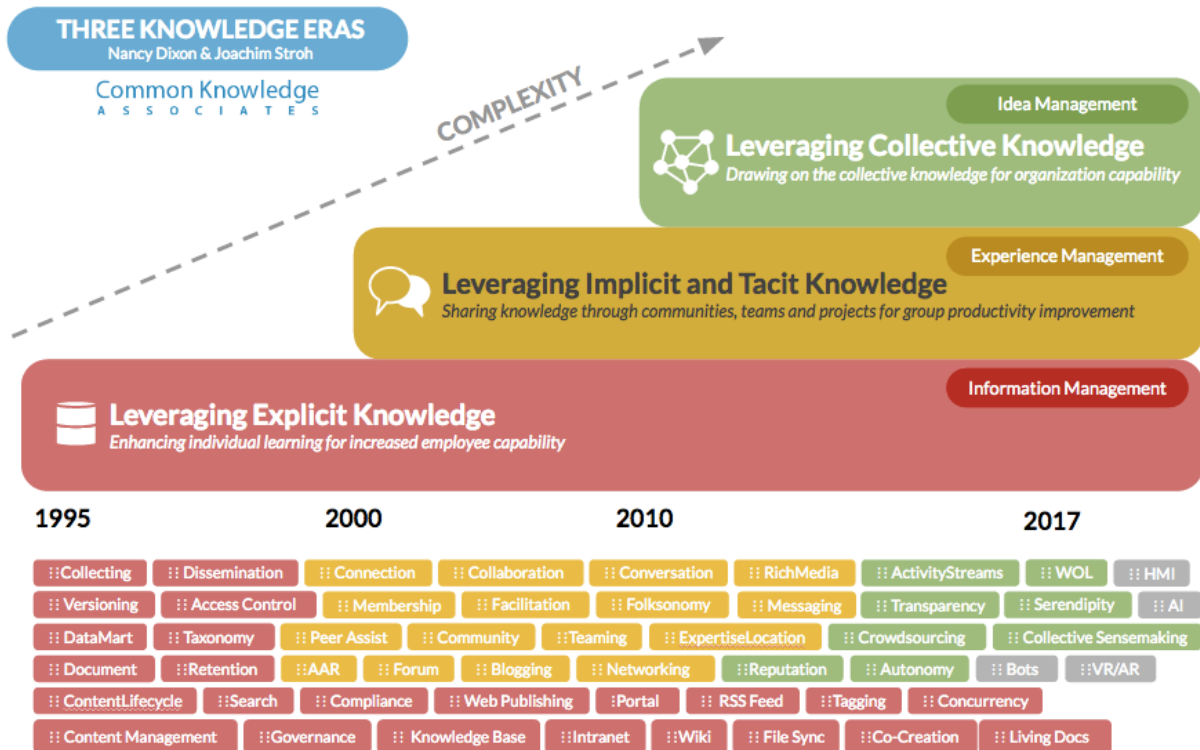 THREE KNOWLEDGE ERAS
Nancy Dixon & Joachim Stroh
Common Knowledge
ASSOCIATES
COMPLEXITY
Idea Management
Leveraging Collective Knowledge
Drawing on the collective knowledge for organization capability
Experience Management
Leveraging Implicit and Tacit Knowledge
Sharing knowledge through communities, teams and projects for group productivity improvement
Information Management
Leveraging Explicit Knowledge
Enhancing individual learning for increased employee capability
1995 2000 2010 2017
Collecting Dissemination Connection Collaboration Conversation RichMedia ActivityStreams WOL HMI
Versioning Access Control Membership Facilitation Folksonomy Messaging Transparency Serendipity AI
DataMart Taxonomy Peer Assist Community Teaming ExpertiseLocation Crowdsourcing Collective Sensemaking
Document Retention AAR Forum Blogging Networking Reputation Autonomy Bots VR/AR
ContentLifecycle Search Compliance Web Publishing Portal RSS Feed Tagging Concurrency
Content Management Governance Knowledge Base Intranet Wiki File Sync Co-Creation Living Docs